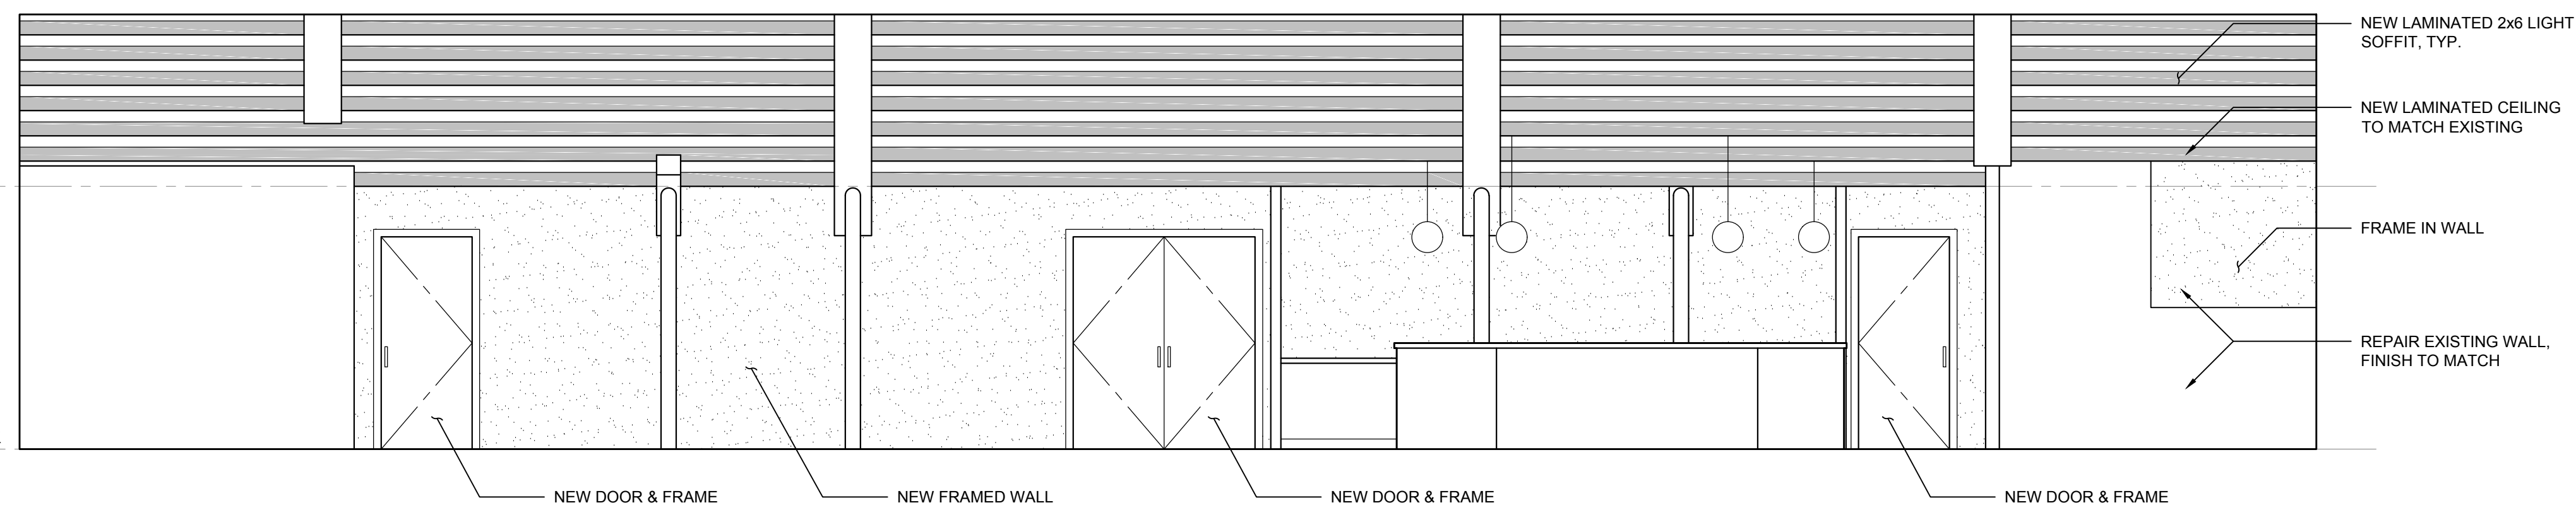 NEW LAMINATED 2x6 LIGHT
SOFFIT, TYP.
NEW LAMINATED CEILING
TO MATCH EXISTING
FRAME IN WALL
REPAIR EXISTING WALL,
FINISH TO MATCH
NEW DOOR & FRAME
NEW FRAMED WALL
NEW DOOR & FRAME
NEW DOOR & FRAME